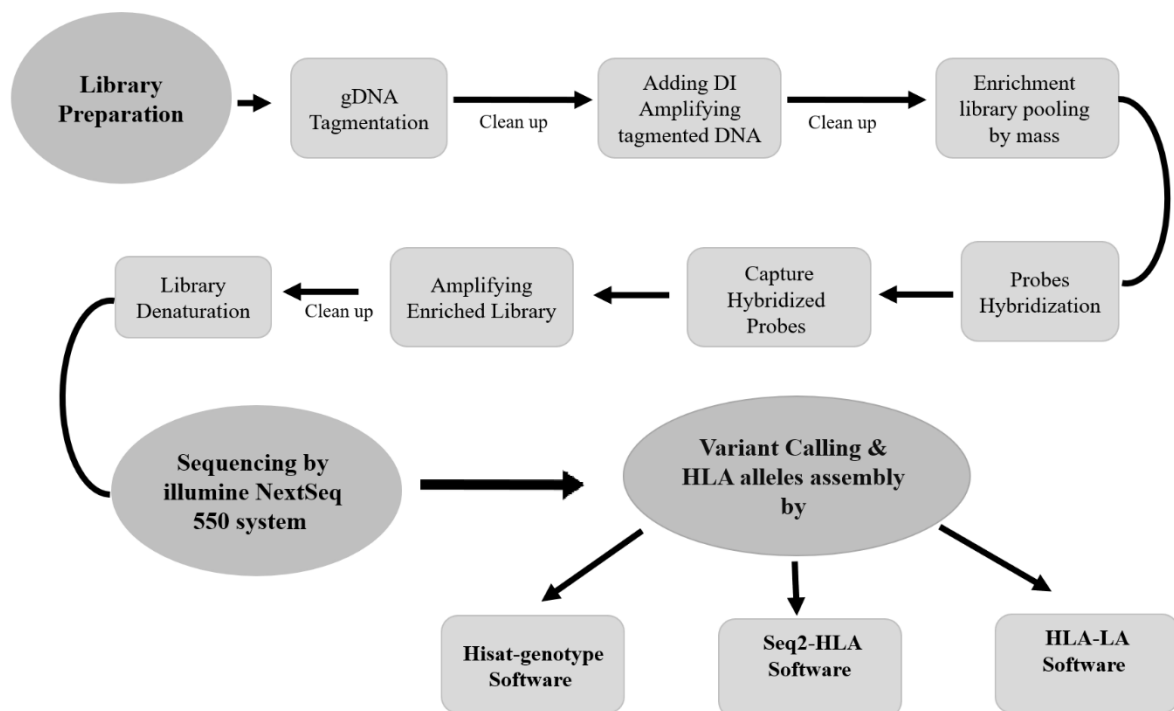 Library
Preparation
gDNA
Tagmentation
Clean up
Adding DI
Amplifying
tagmented DNA
Clean up
Enrichment
library pooling
by mass
Probes
Hybridization
Capture
Hybridized
Probes
Amplifying
Enriched Library
Clean up
Library
Denaturation
Sequencing by
illumine NextSeq
550 system
Variant Calling &
HLA alleles assembly
by
Hisat-genotype
Software
Seq2-HLA
Software
HLA-LA
Software